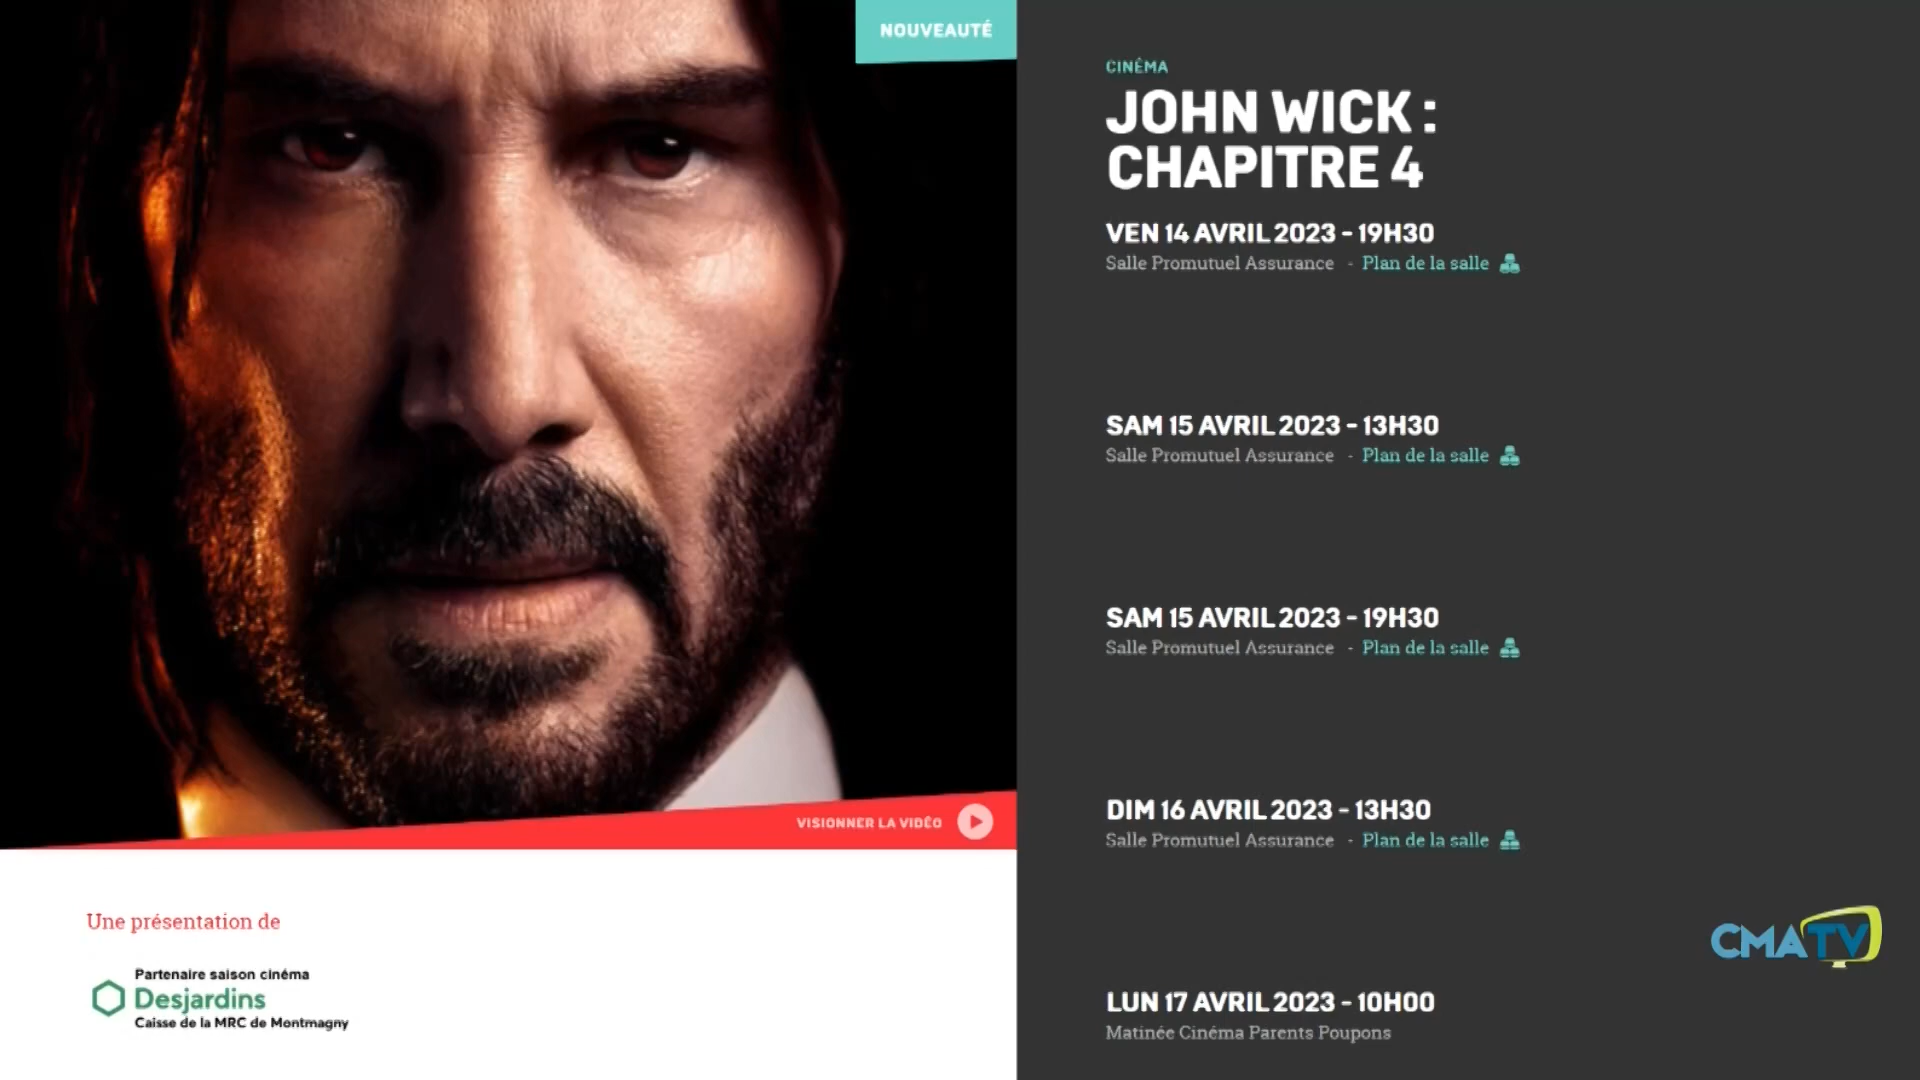 NOUVEAUTÉ
VISIONNER LA VIDÉO
Une présentation de
Partenaire saison cinéma
Desjardins
Caisse de la MRC de Montmagny
CINÉMA
JOHN WICK :
CHAPITRE 4
VEN 14 AVRIL 2023 - 19H30
Salle Promutuel Assurance - Plan de la salle
SAM 15 AVRIL 2023 - 13H30
Salle Promutuel Assurance - Plan de la salle
SAM 15 AVRIL 2023 - 19H30
Salle Promutuel Assurance - Plan de la salle
DIM 16 AVRIL 2023 - 13H30
Salle Promutuel Assurance - Plan de la salle
CMATV
LUN 17 AVRIL 2023 - 10H00
Matinée Cinéma Parents Poupons